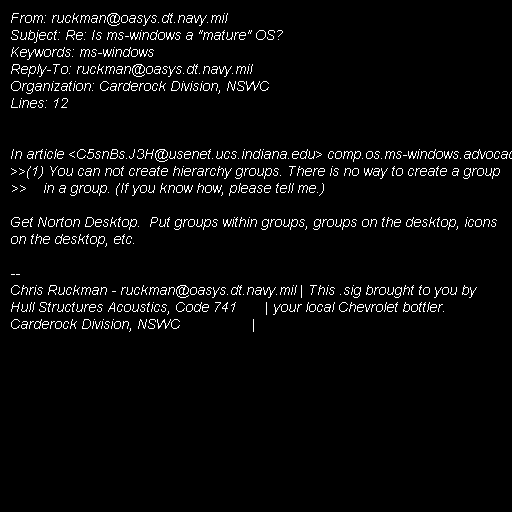 From: ruckman@oasys.dt.navy.mil
Subject: Re: Is ms-windows a "mature" OS?
Keywords: ms-windows
Reply-To: ruckman@oasys.dt.navy.mil
Organization: Carderock Division, NSWC
Lines: 12
In article <C5snBs.J3H@usenet.ucs.indiana.edu> comp.os.ms-windows.advocac
>>(1) You can not create hierarchy groups. There is no way to create a group
>>    in a group. (If you know how, please tell me.)
Get Norton Desktop.  Put groups within groups, groups on the desktop, icons
on the desktop, etc.
--
Chris Ruckman - ruckman@oasys.dt.navy.mil | This .sig brought to you by
Hull Structures Acoustics, Code 741       | your local Chevrolet bottler.
Carderock Division, NSWC                  |